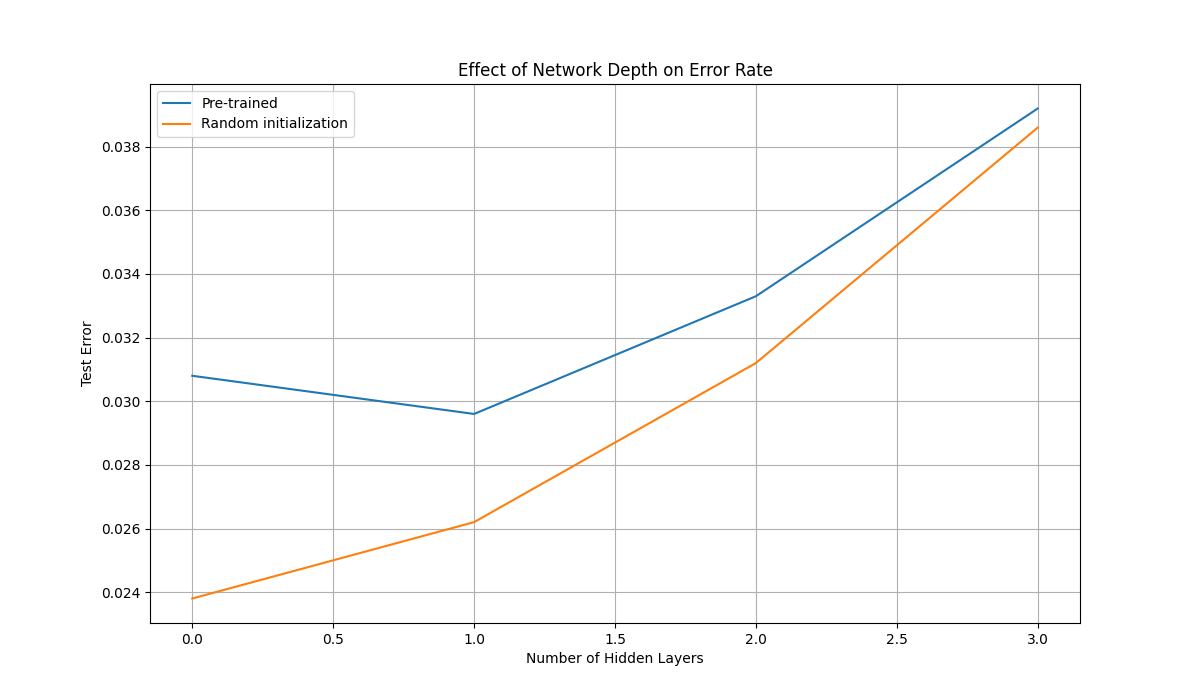 Effect of Network Depth on Error Rate
Pre-trained
Random initialization
Test Error
0.038
0.036
0.034
0.032
0.030
0.028
0.026
0.024
0.0 0.5 1.0 1.5 2.0 2.5 3.0
Number of Hidden Layers